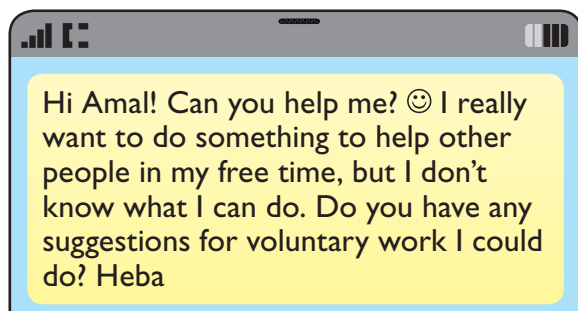 Hi Amal! Can you help me? ☺ I really
want to do something to help other
people in my free time, but I don’t
know what I can do. Do you have any
suggestions for voluntary work I could
do? Heba